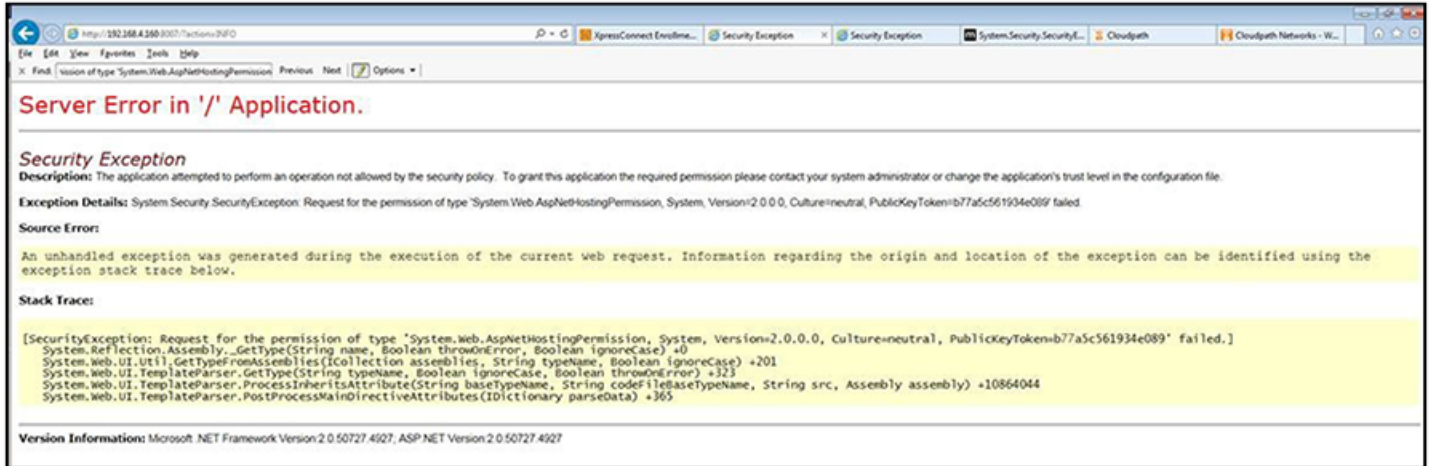 http://192.168.4.160:8007/?action=INFO
XpressConnect Enrollme...
Security Exception
Security Exception
System.Security.SecurityE...
Cloudpath
Cloudpath Networks - W...
File Edit View Favorites Tools Help
Find: ission of type 'System.Web.AspNetHostingPermission Previous Next Options
Server Error in '/' Application.
Security Exception
Description: The application attempted to perform an operation not allowed by the security policy. To grant this application the required permission please contact your system administrator or change the application's trust level in the configuration file.
Exception Details: System.Security.SecurityException: Request for the permission of type 'System.Web.AspNetHostingPermission, System, Version=2.0.0.0, Culture=neutral, PublicKeyToken=b77a5c561934e089' failed.
Source Error:
An unhandled exception was generated during the execution of the current web request. Information regarding the origin and location of the exception can be identified using the
exception stack trace below.
Stack Trace:
[SecurityException: Request for the permission of type 'System.Web.AspNetHostingPermission, System, Version=2.0.0.0, Culture=neutral, PublicKeyToken=b77a5c561934e089' failed.]
System.Reflection.Assembly._GetType(String name, Boolean throwOnError, Boolean ignoreCase) +0
System.Web.UI.Util.GetTypeFromAssemblies(ICollection assemblies, String typeName, Boolean ignoreCase) +201
System.Web.UI.TemplateParser.GetType(String typeName, Boolean ignoreCase, Boolean throwOnError) +323
System.Web.UI.TemplateParser.ProcessInheritsAttribute(String baseTypeName, String codeFileBaseTypeName, String src, Assembly assembly) +10864044
System.Web.UI.TemplateParser.PostProcessMainDirectiveAttributes(IDictionary parseData) +365
Version Information: Microsoft .NET Framework Version:2.0.50727.4927; ASP.NET Version:2.0.50727.4927